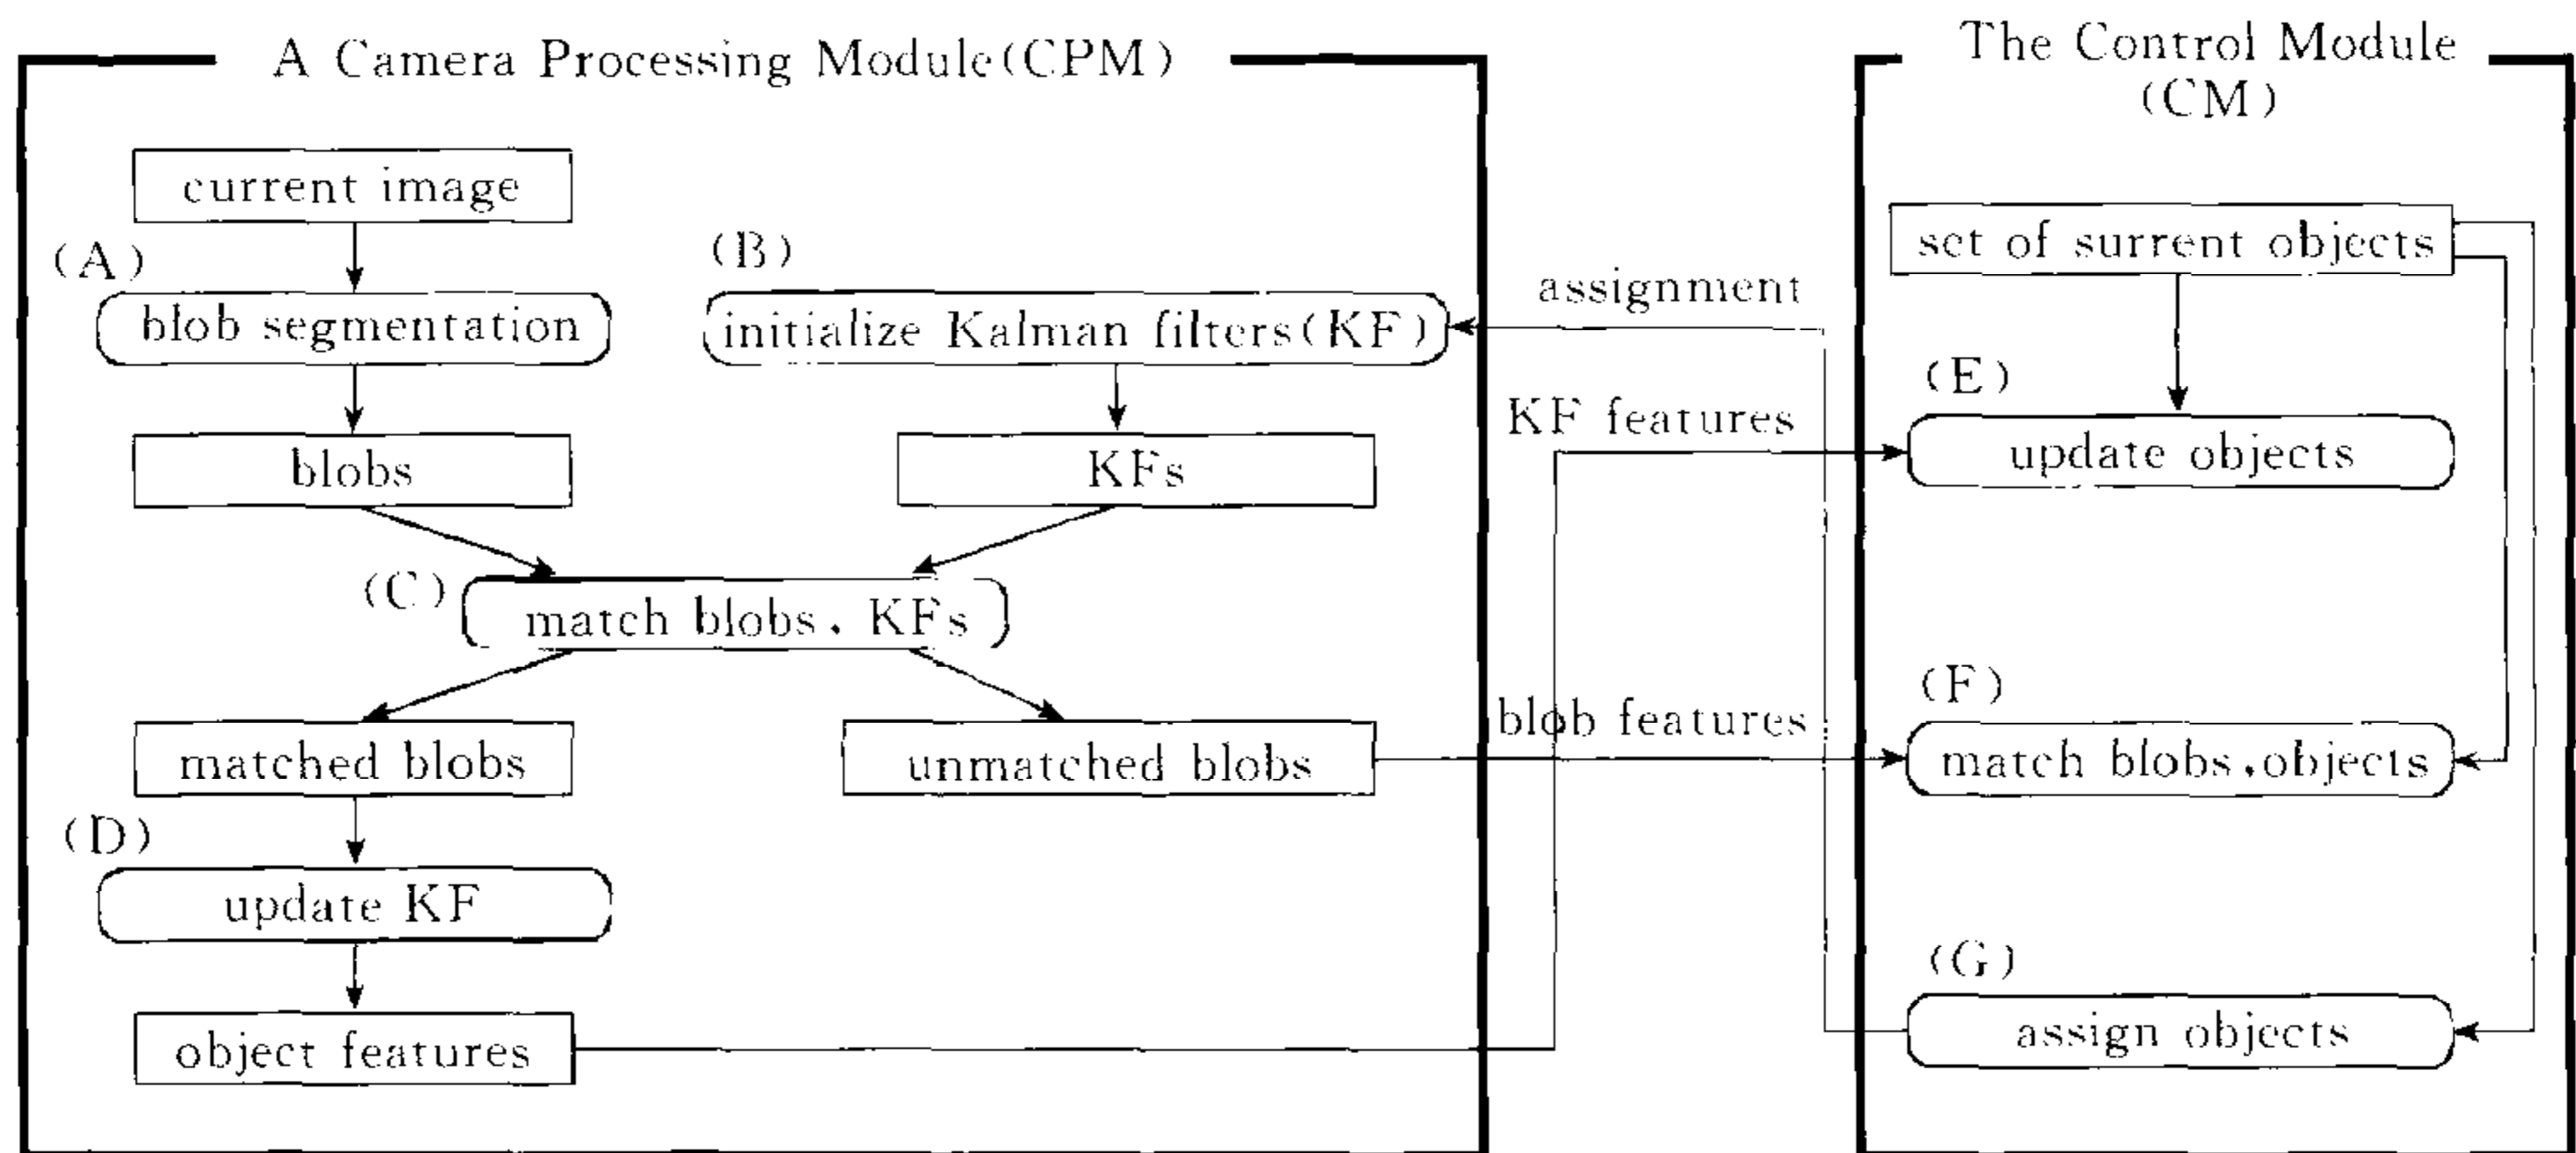 A Camera Processing Module(CPM)
current image
(A)
blob segmentation
blobs
(B)
initialize Kalman filters(KF)
KFs
(C)
match blobs, KFs
matched blobs
unmatched blobs
(D)
update KF
object features
assignment
KF features
blob features
The Control Module
(CM)
set of surrent objects
(E)
update objects
(F)
match blobs,objects
(G)
assign objects